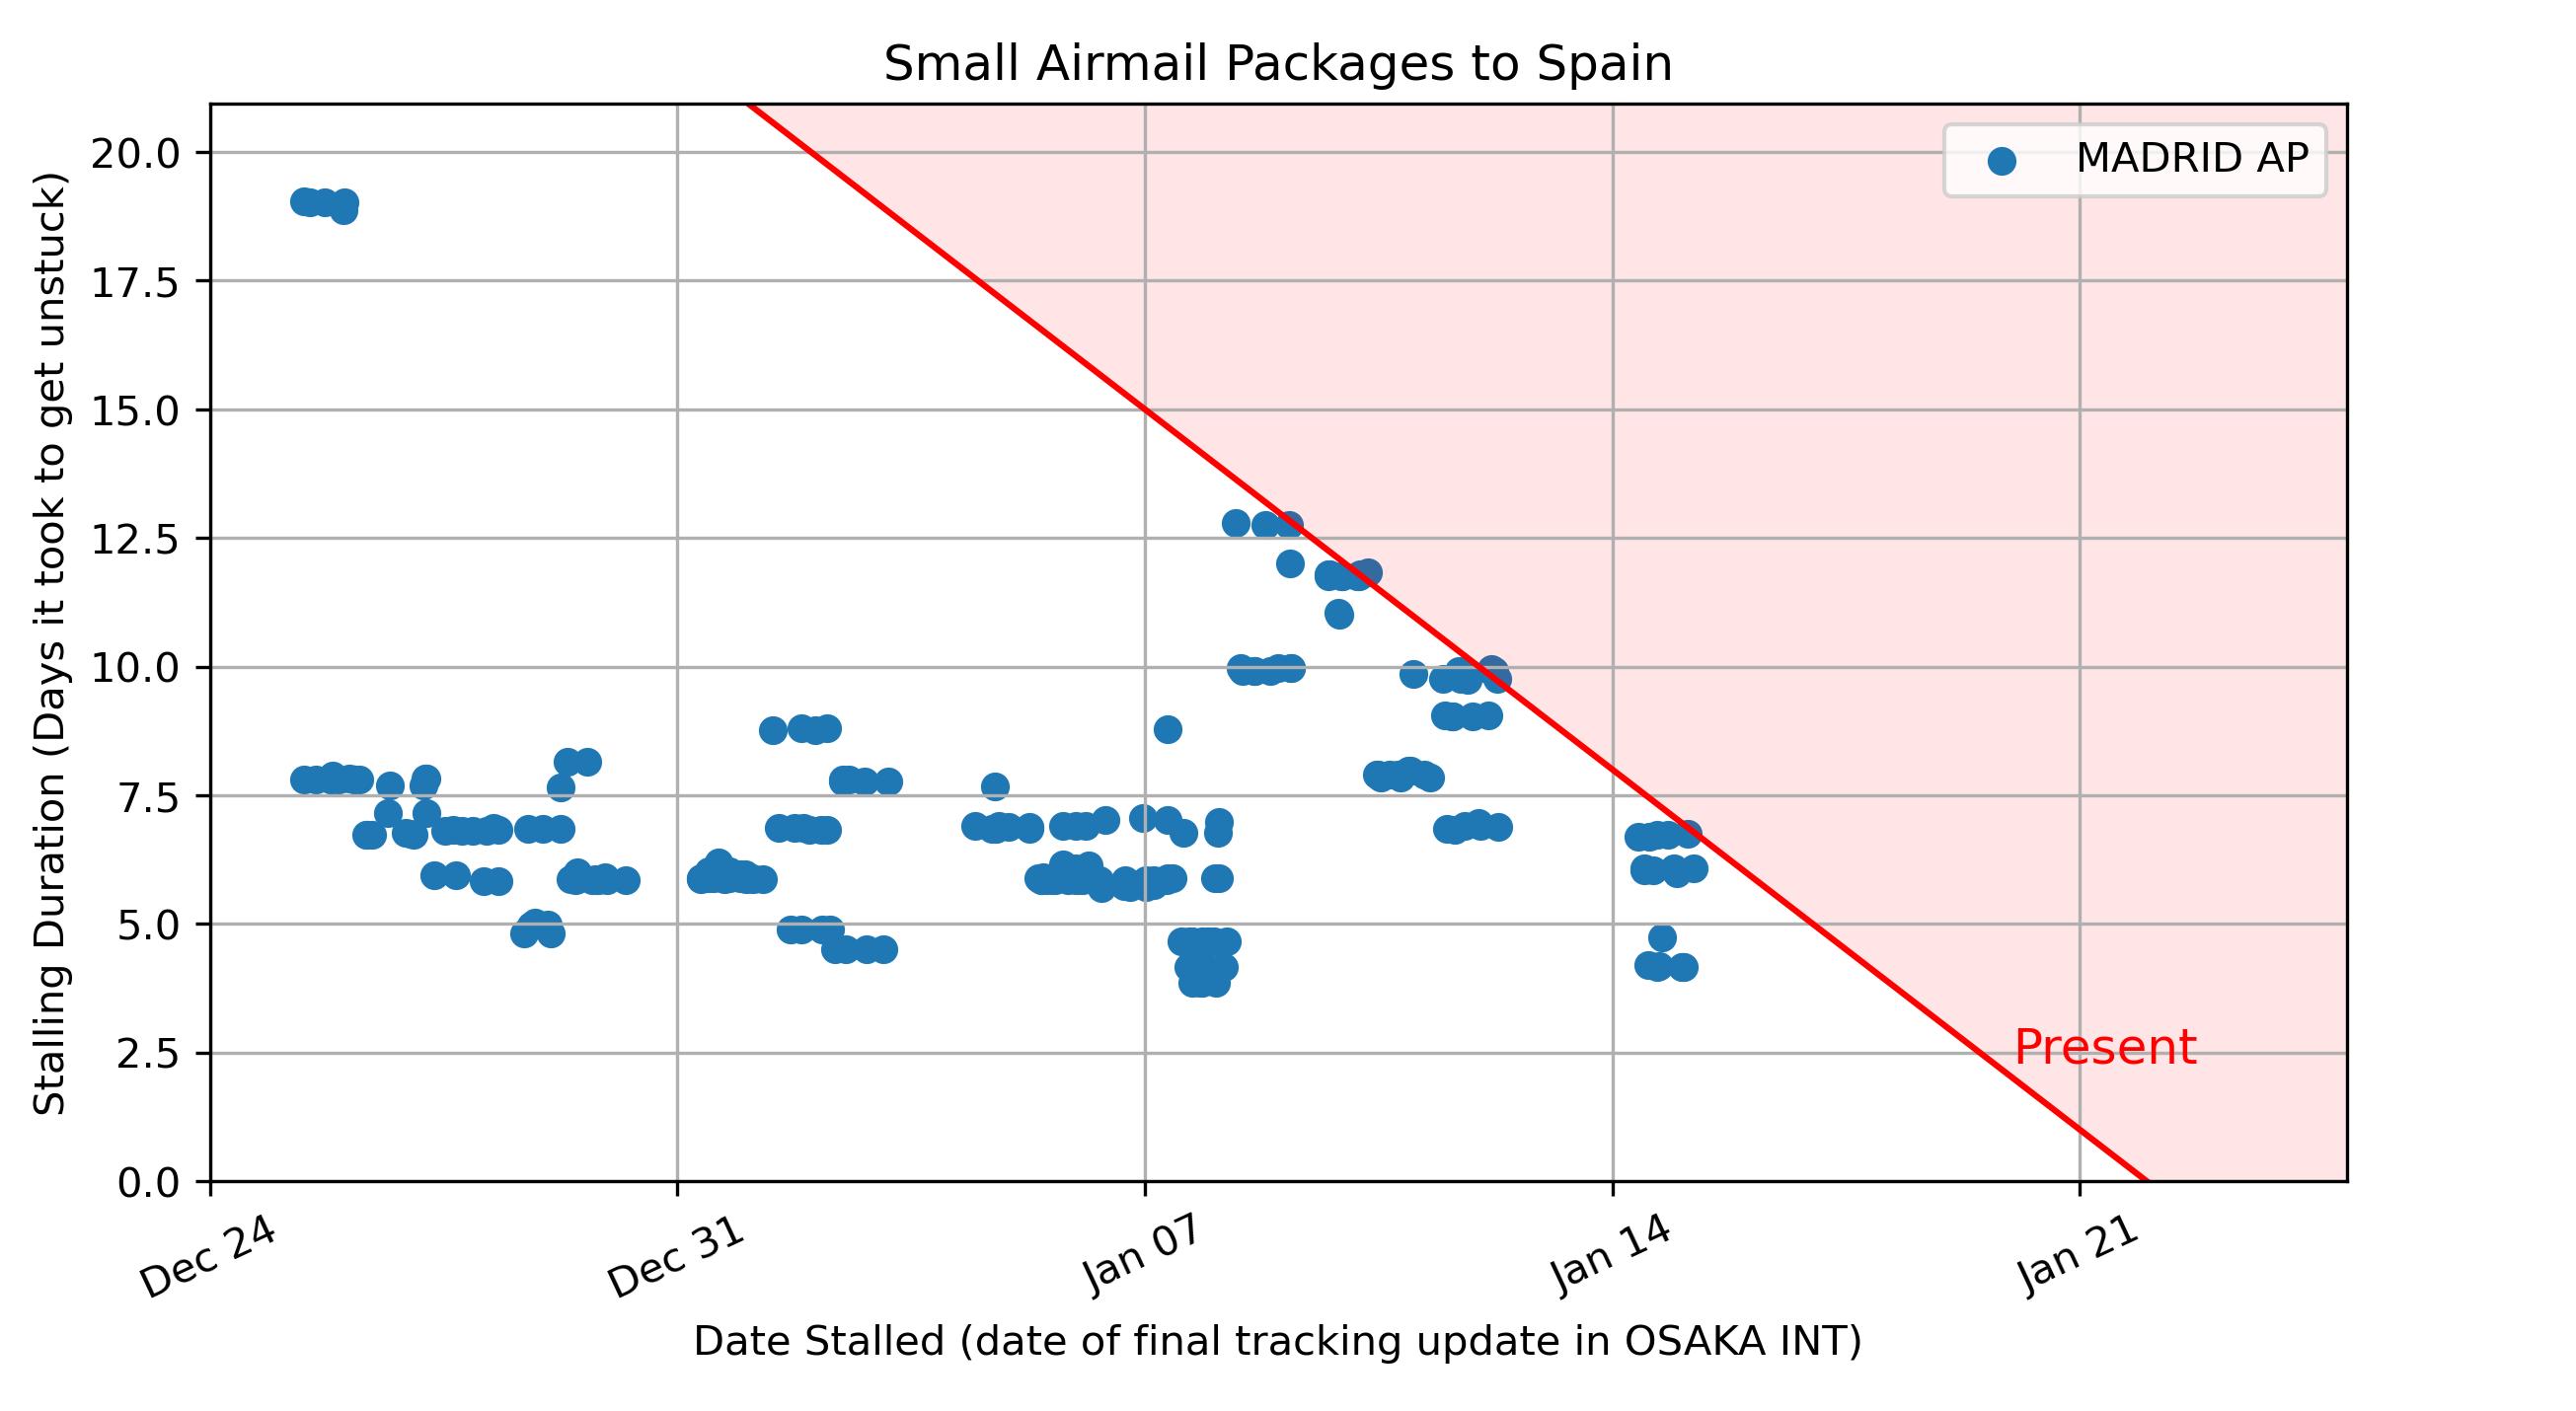 Small Airmail Packages to Spain
Stalling Duration (Days it took to get unstuck)
20.0
17.5
15.0
12.5
10.0
7.5
5.0
2.5
0.0
MADRID AP
Present
Dec 24
Dec 31
Jan 07
Jan 14
Jan 21
Date Stalled (date of final tracking update in OSAKA INT)